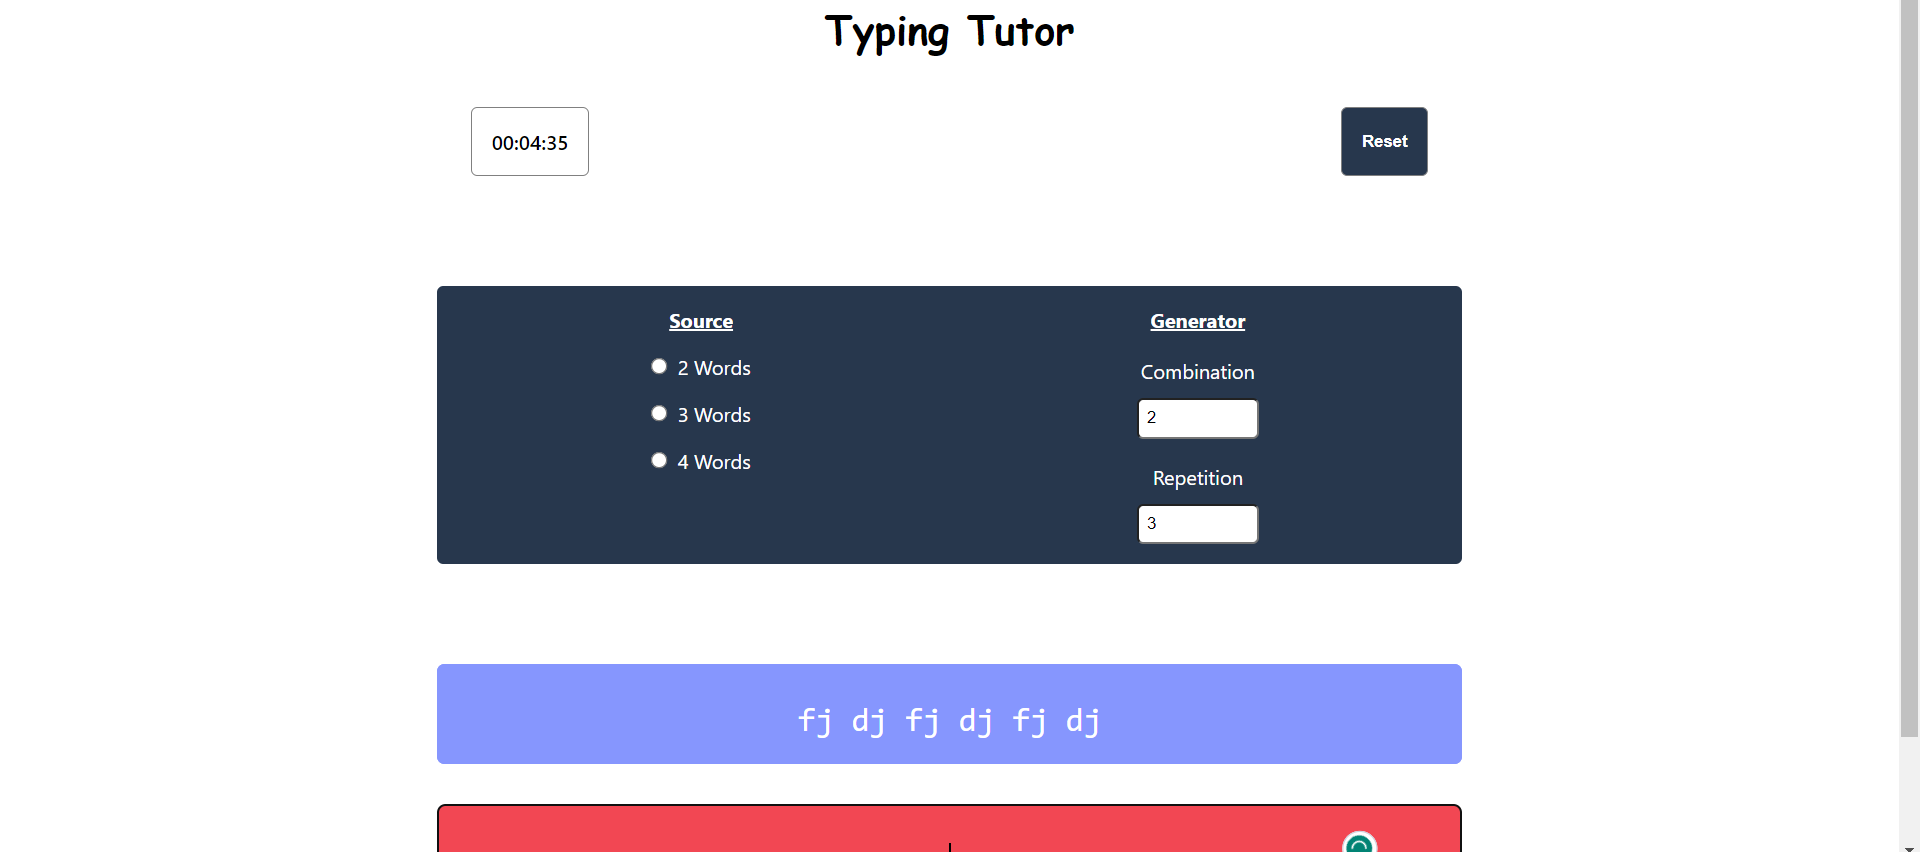 Typing Tutor
00:04:35
Reset
Source
2 Words
3 Words
4 Words
Generator
Combination
2
Repetition
3
fj dj fj dj fj dj